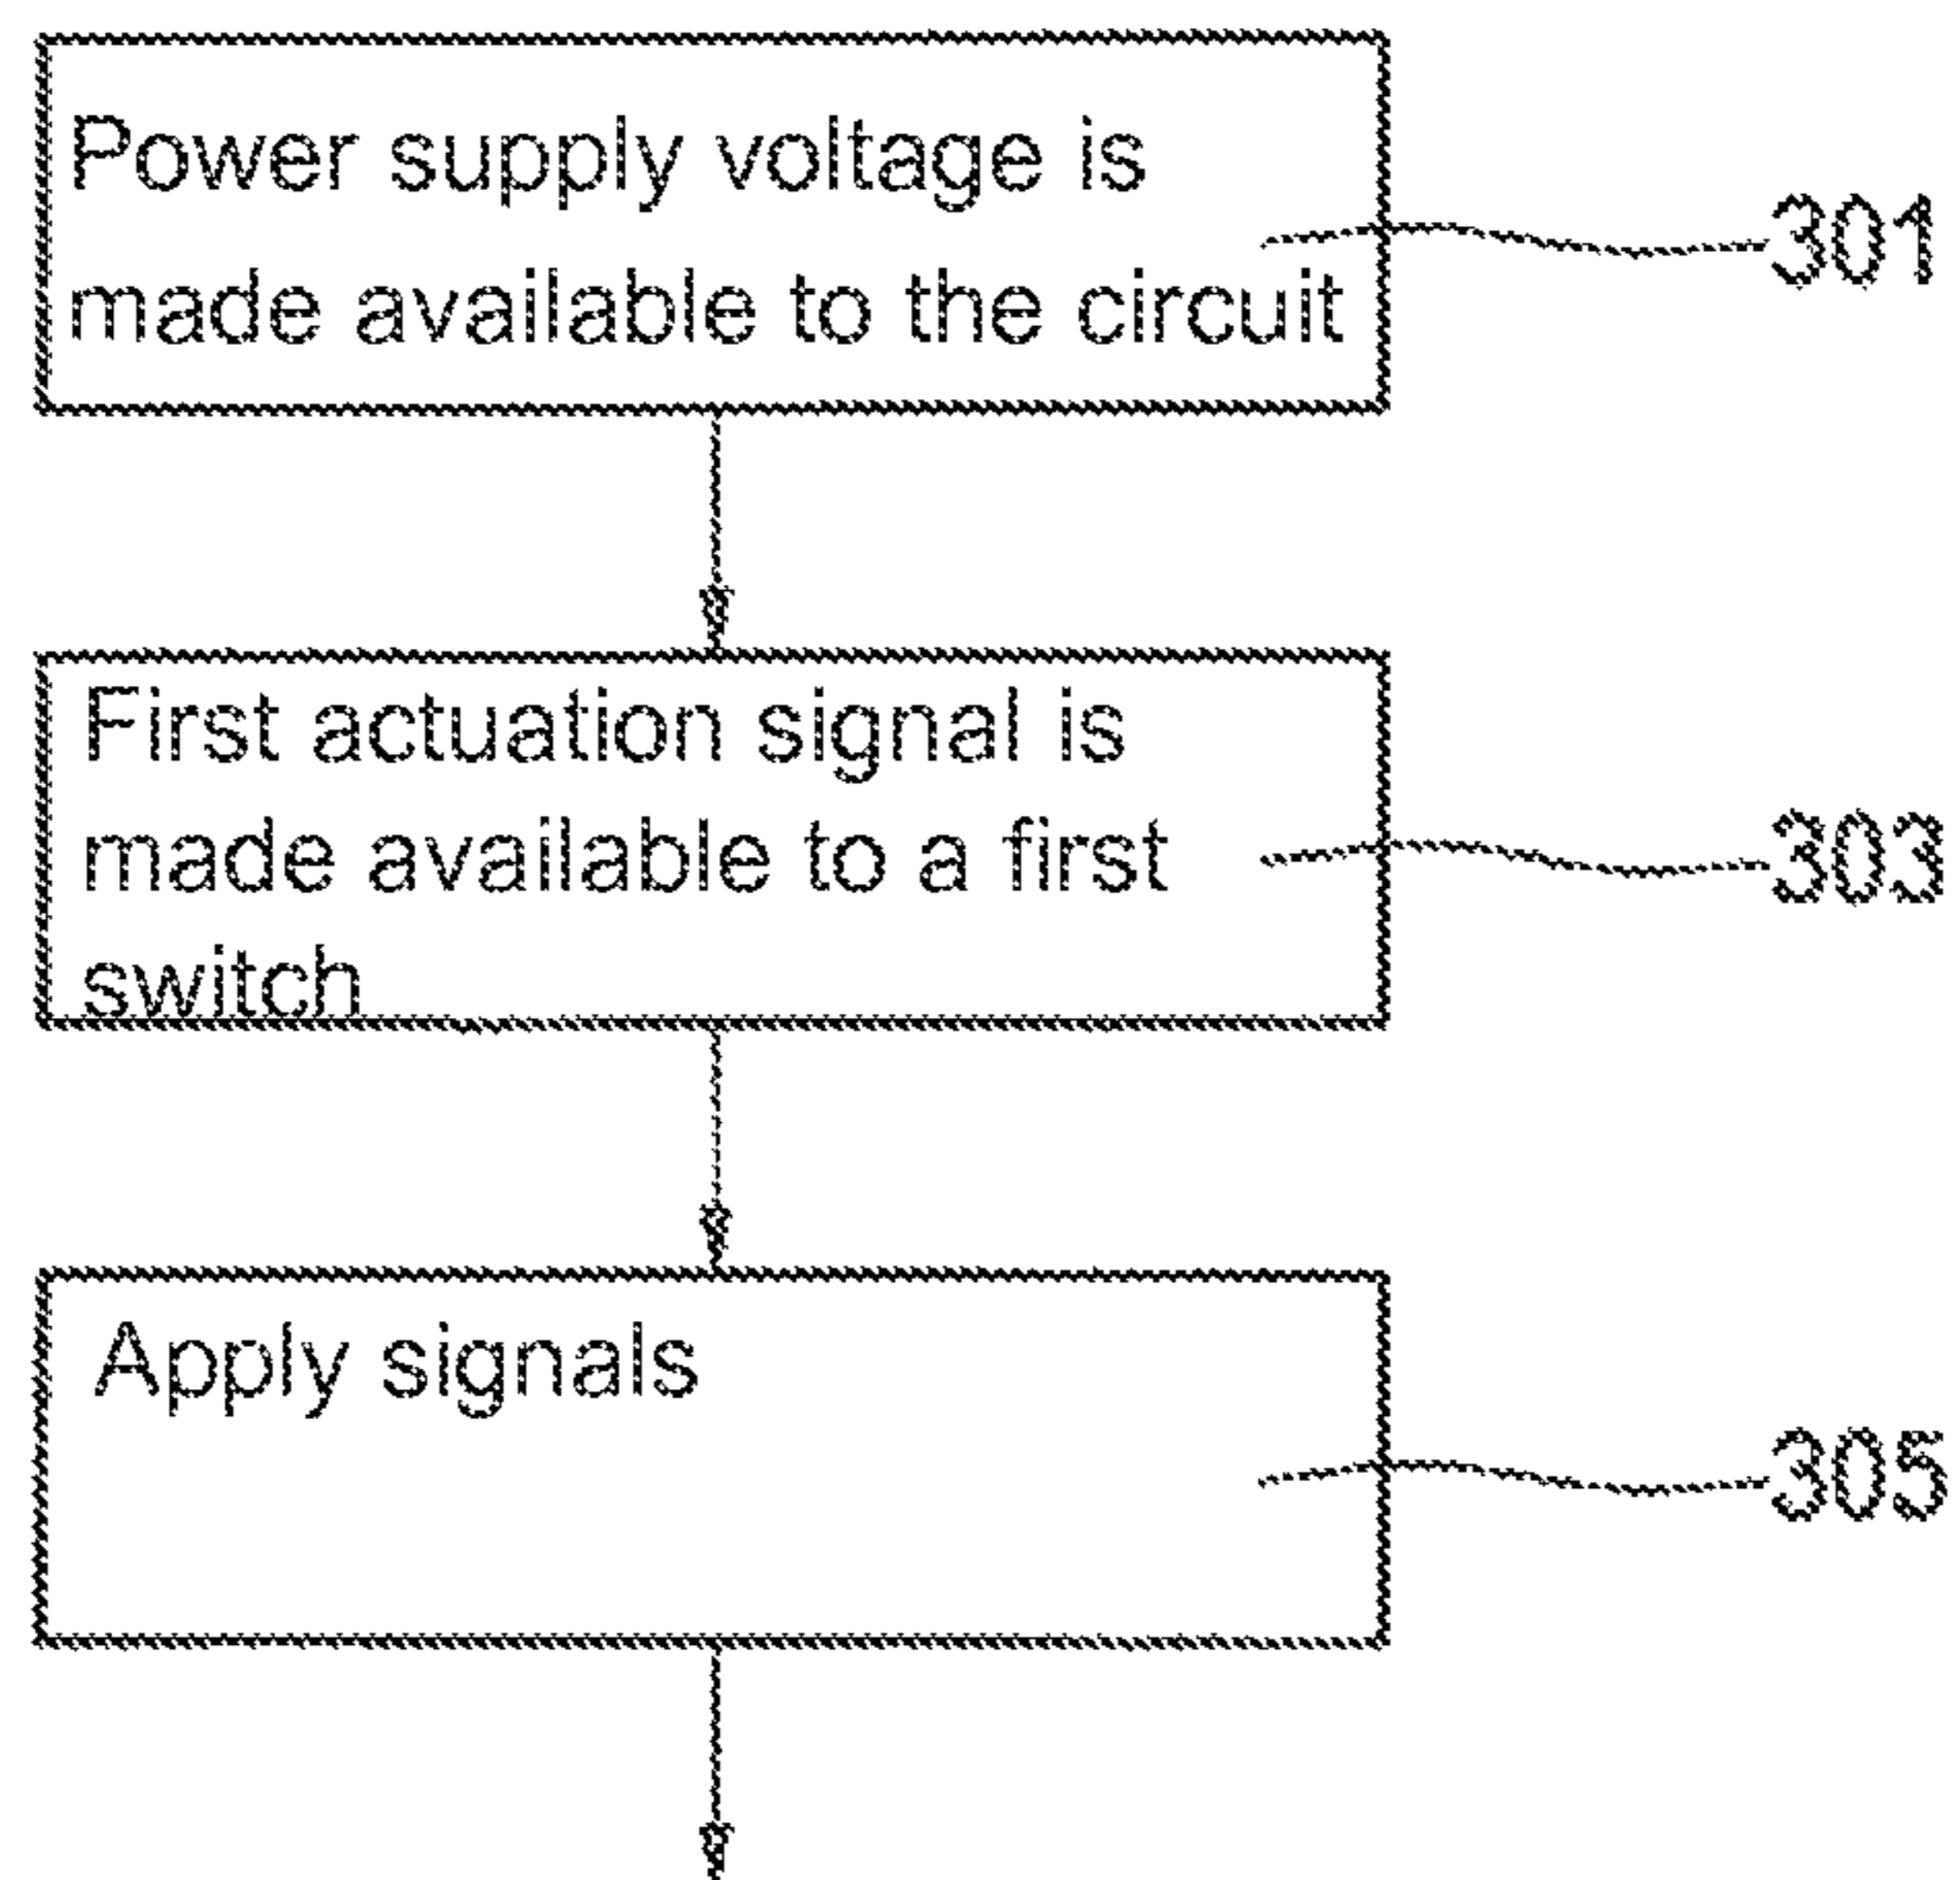 Power supply voltage is
made available to the circuit
301
First actuation signal is
made available to a first
switch
303
Apply signals
305